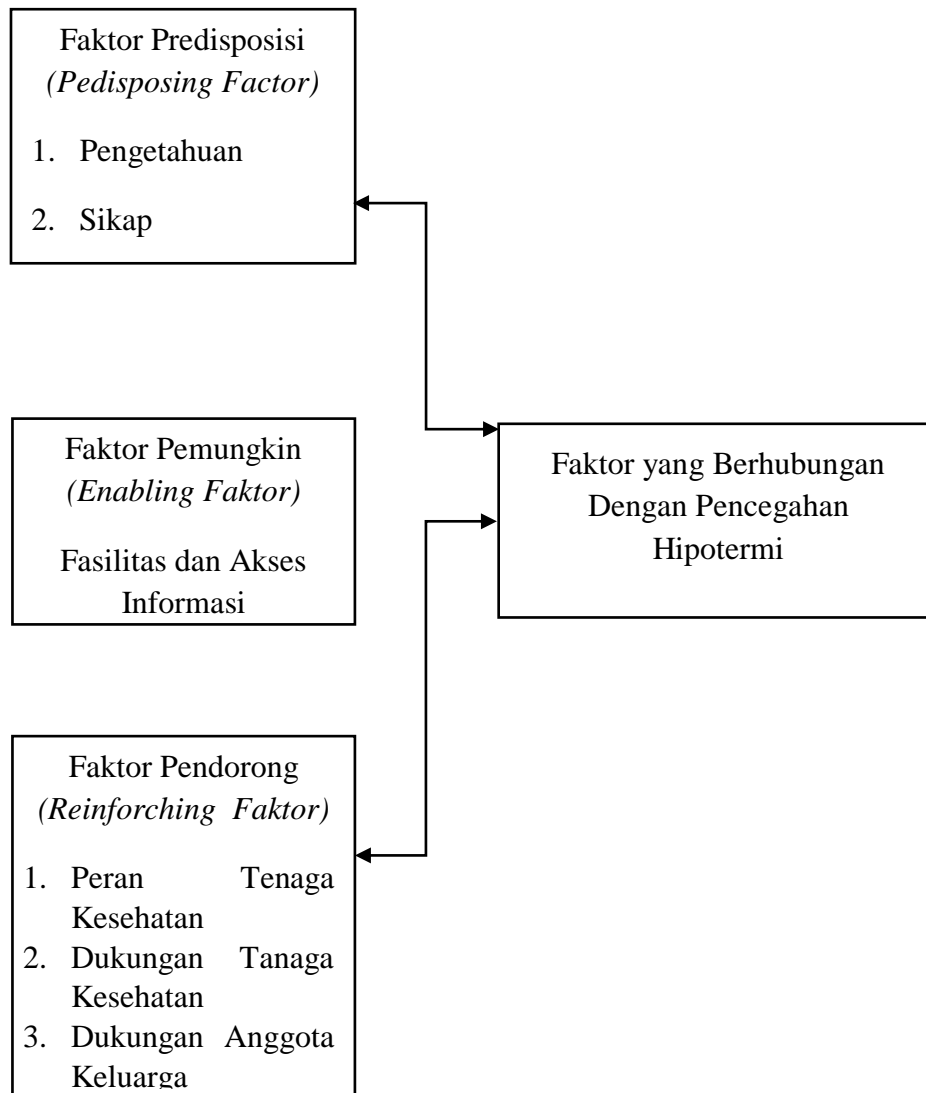 Faktor Predisposisi
(Pedisposing Factor)
1. Pengetahuan
2. Sikap
Faktor Pemungkin
(Enabling Faktor)
Fasilitas dan Akses
Informasi
Faktor yang Berhubungan
Dengan Pencegahan
Hipotermi
Faktor Pendorong
(Reinforching Faktor)
1. Peran Tenaga
Kesehatan
2. Dukungan Tanaga
Kesehatan
3. Dukungan Anggota
Keluarga